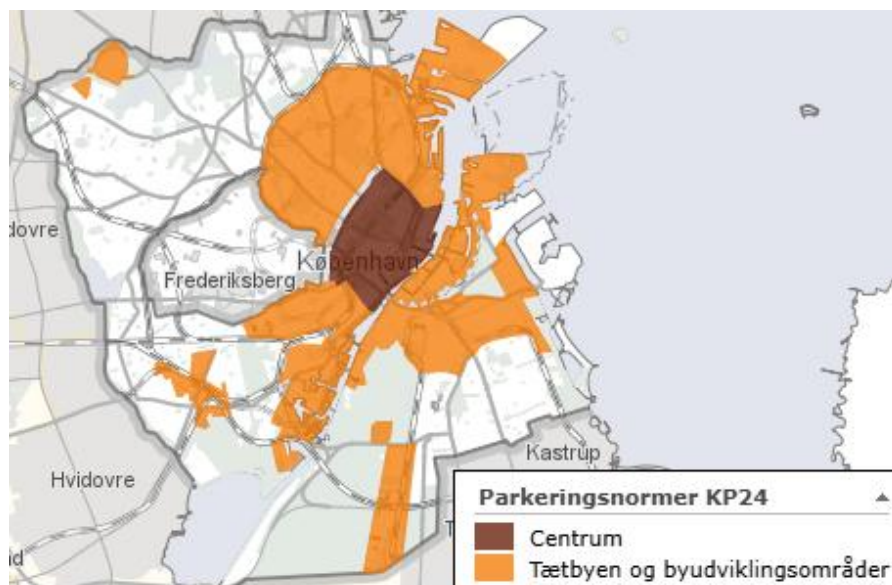 dovre
København
Frederiksberg
Kastrup
Hvidovre
Parkeringsnormer KP24
Centrum
Tætbyen og byudviklingsområder